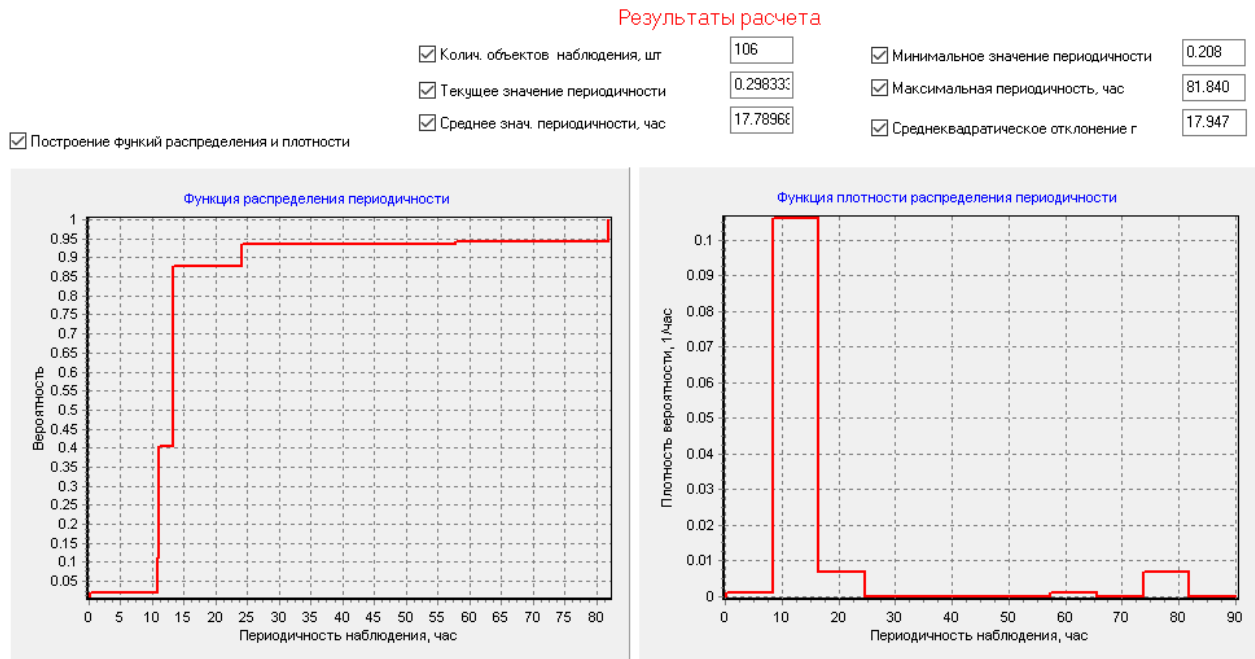 Результаты расчета
Колич. объектов наблюдения, шт
106
Минимальное значение периодичности
0.208
Текущее значение периодичности
0.298333
Максимальная периодичность, час
81.840
Среднее знач. периодичности, час
17.78968
Среднеквадратическое отклонение г
17.947
Построение фунций распределения и плотности
Функция распределения периодичности
1
0.95
0.9
0.85
0.8
0.75
0.7
0.65
0.6
0.55
0.5
0.45
0.4
0.35
0.3
0.25
0.2
0.15
0.1
0.05
Вероятность
0 5 10 15 20 25 30 35 40 45 50 55 60 65 70 75 80
Периодичность наблюдения, час
Функция плотности распределения периодичности
0.1
0.09
0.08
0.07
0.06
0.05
0.04
0.03
0.02
0.01
0
Плотность вероятности, 1/час
0 10 20 30 40 50 60 70 80 90
Периодичность наблюдения, час